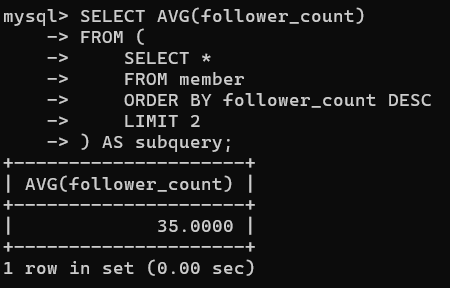 mysql> SELECT AVG(follower_count)
    -> FROM (
    ->     SELECT *
    ->     FROM member
    ->     ORDER BY follower_count DESC
    ->     LIMIT 2
    -> ) AS subquery;
+---------------------+
| AVG(follower_count) |
+---------------------+
|             35.0000 |
+---------------------+
1 row in set (0.00 sec)